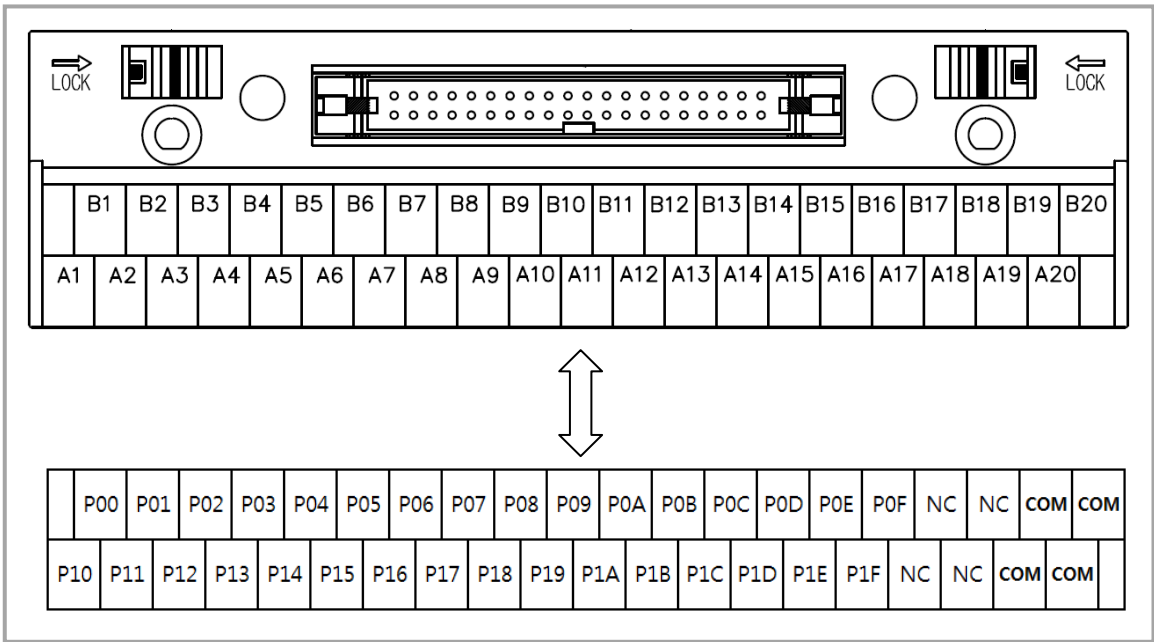 LOCK LOCK
B1 B2 B3 B4 B5 B6 B7 B8 B9 B10 B11 B12 B13 B14 B15 B16 B17 B18 B19 B20
A1 A2 A3 A4 A5 A6 A7 A8 A9 A10 A11 A12 A13 A14 A15 A16 A17 A18 A19 A20
P00 P01 P02 P03 P04 P05 P06 P07 P08 P09 P0A P0B P0C P0D P0E P0F NC NC COM COM
P10 P11 P12 P13 P14 P15 P16 P17 P18 P19 P1A P1B P1C P1D P1E P1F NC NC COM COM